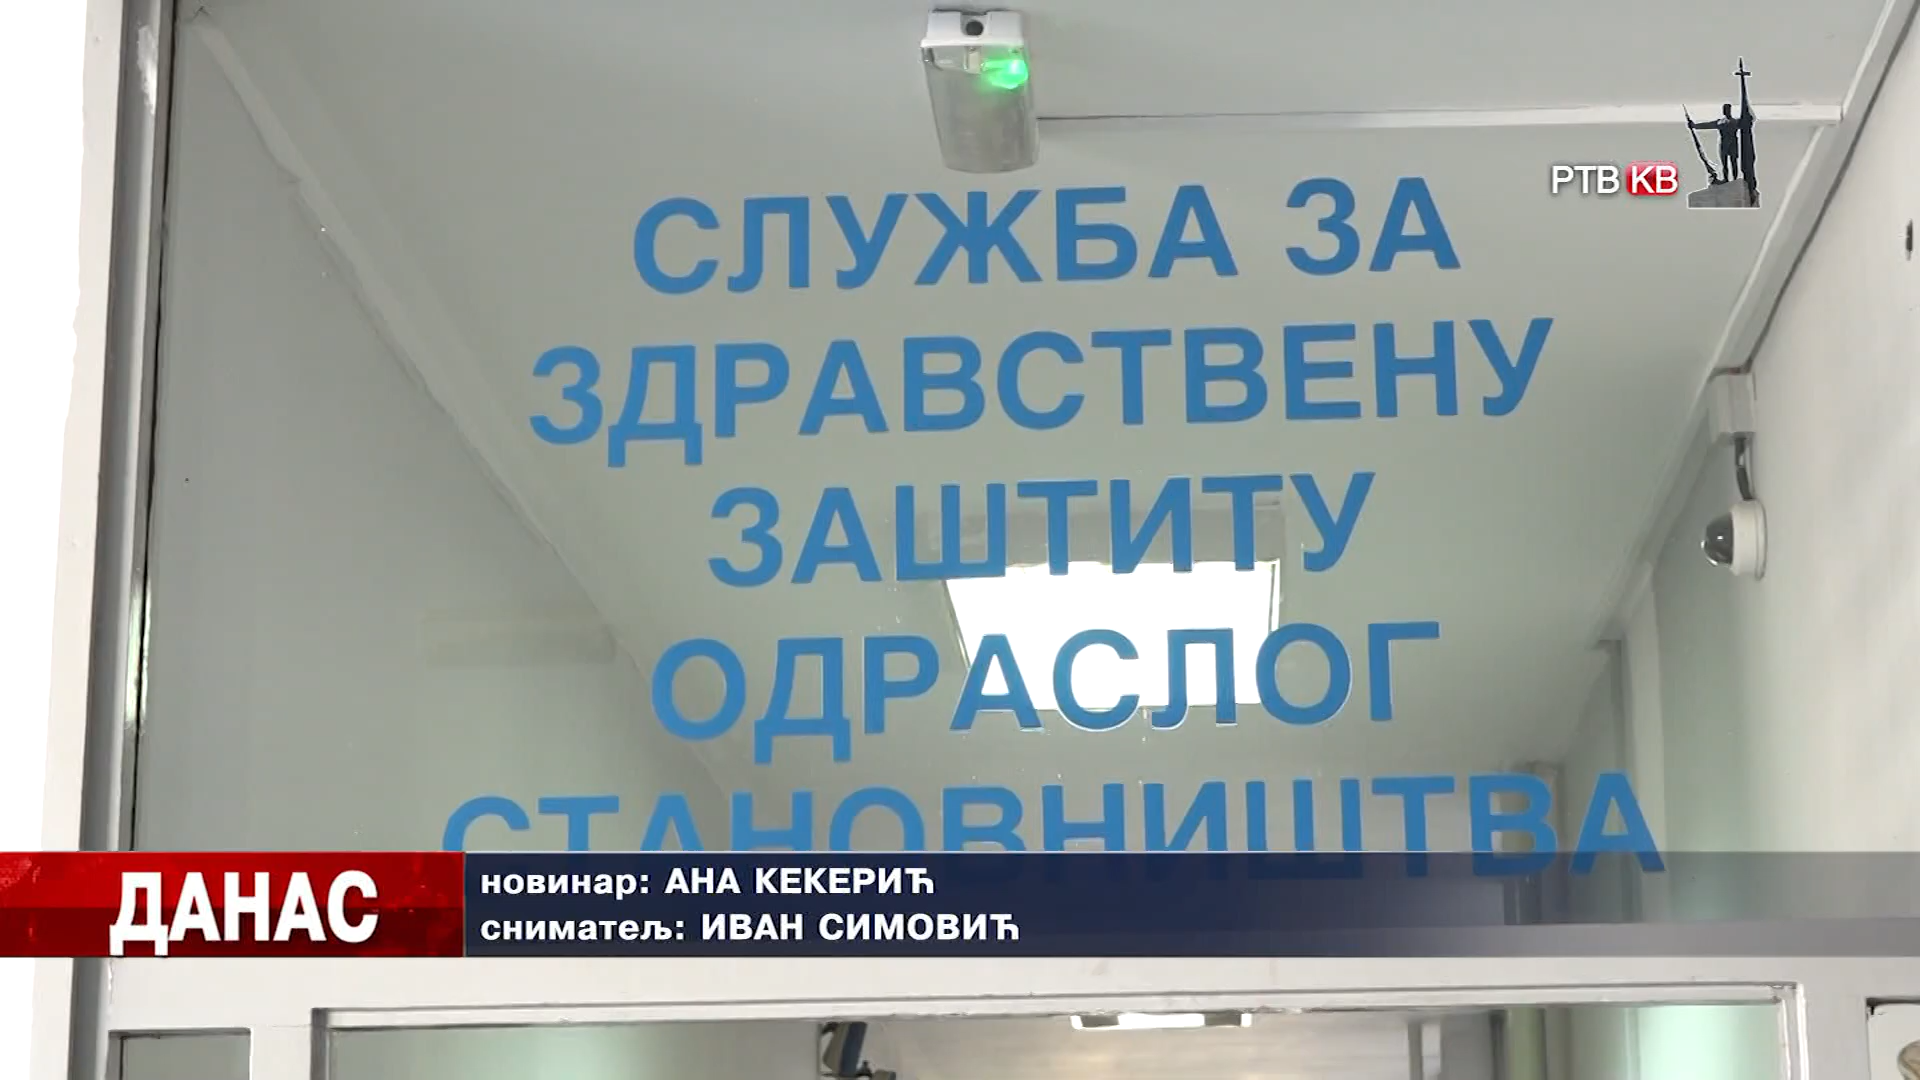 РТВ КВ
СЛУЖБА ЗА
ЗДРАВСТВЕНУ
ЗАШТИТУ
ОДРАСЛОГ
СТАНОВНИШТВА
ДАНАС
новинар: АНА КЕКЕРИЋ
сниматељ: ИВАН СИМОВИЋ